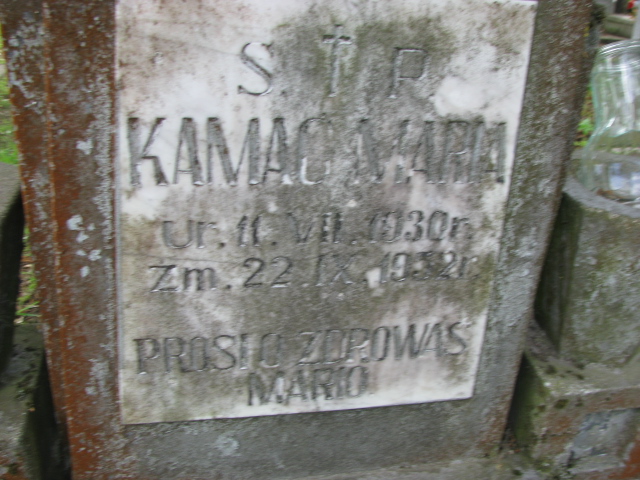 S.†P.
KAMAC MARIA
Ur. 11. VII. 1930r.
Zm. 22. IX. 1932r.
PROSI O ZDROWAŚ
MARIO